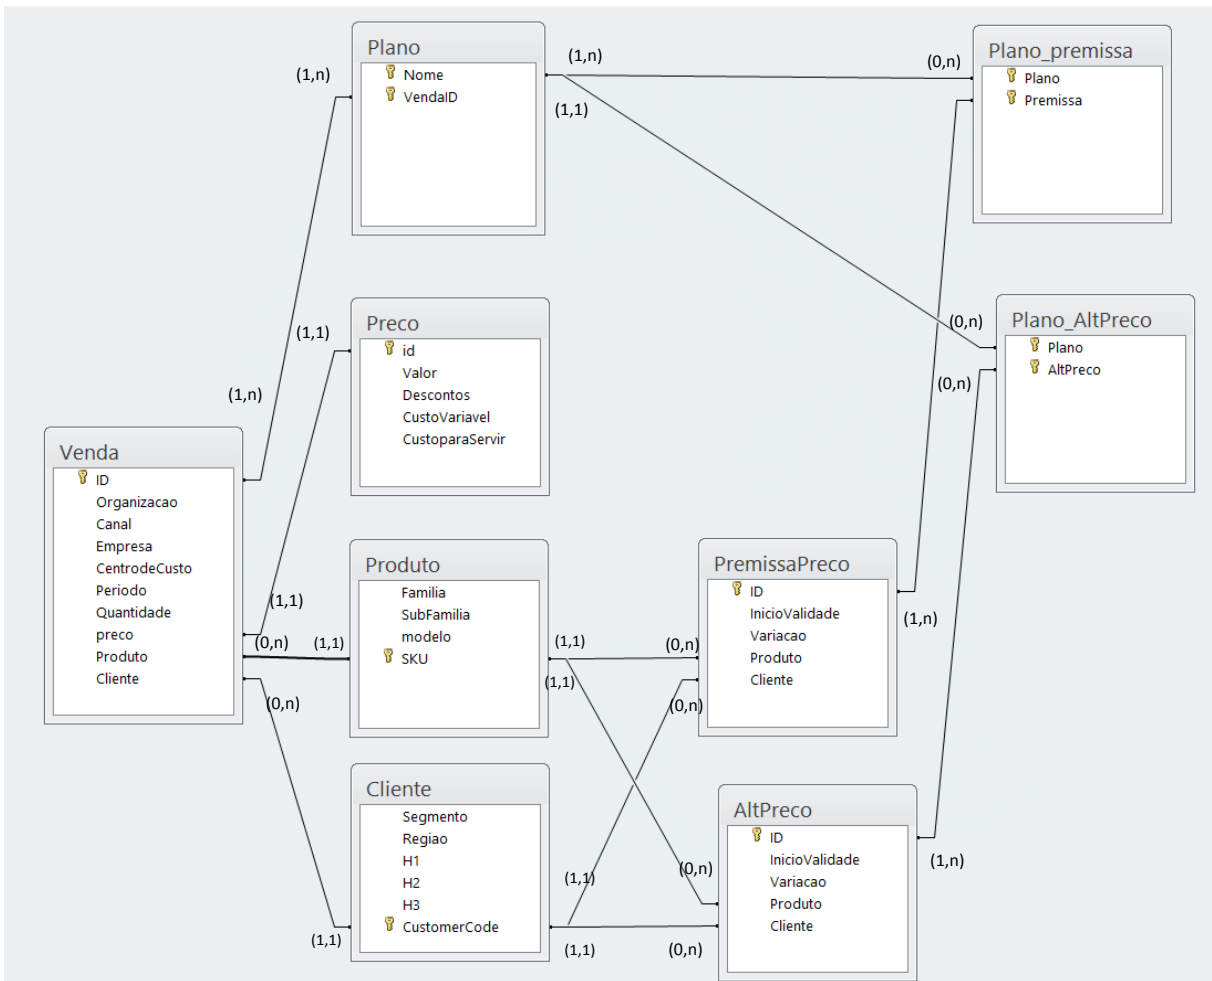 Plano
Nome
VendaID
(1,n)
(1,n)
(1,1)
(0,n)
Plano_premissa
Plano
Premissa
Preco
id
Valor
Descontos
CustoVariavel
CustoparaServir
(1,1)
(1,n)
(0,n)
(0,n)
Plano_AltPreco
Plano
AltPreco
Venda
ID
Organizacao
Canal
Empresa
CentrodeCusto
Periodo
Quantidade
preco
Produto
Cliente
(1,1)
(0,n)
(1,1)
(0,n)
(1,1)
Produto
Familia
SubFamilia
modelo
SKU
(1,1)
(1,1)
(0,n)
(0,n)
PremissaPreco
ID
InicioValidade
Variacao
Produto
Cliente
(1,n)
Cliente
Segmento
Regiao
H1
H2
H3
CustomerCode
(1,1)
(1,1)
(0,n)
(0,n)
AltPreco
ID
InicioValidade
Variacao
Produto
Cliente
(1,n)